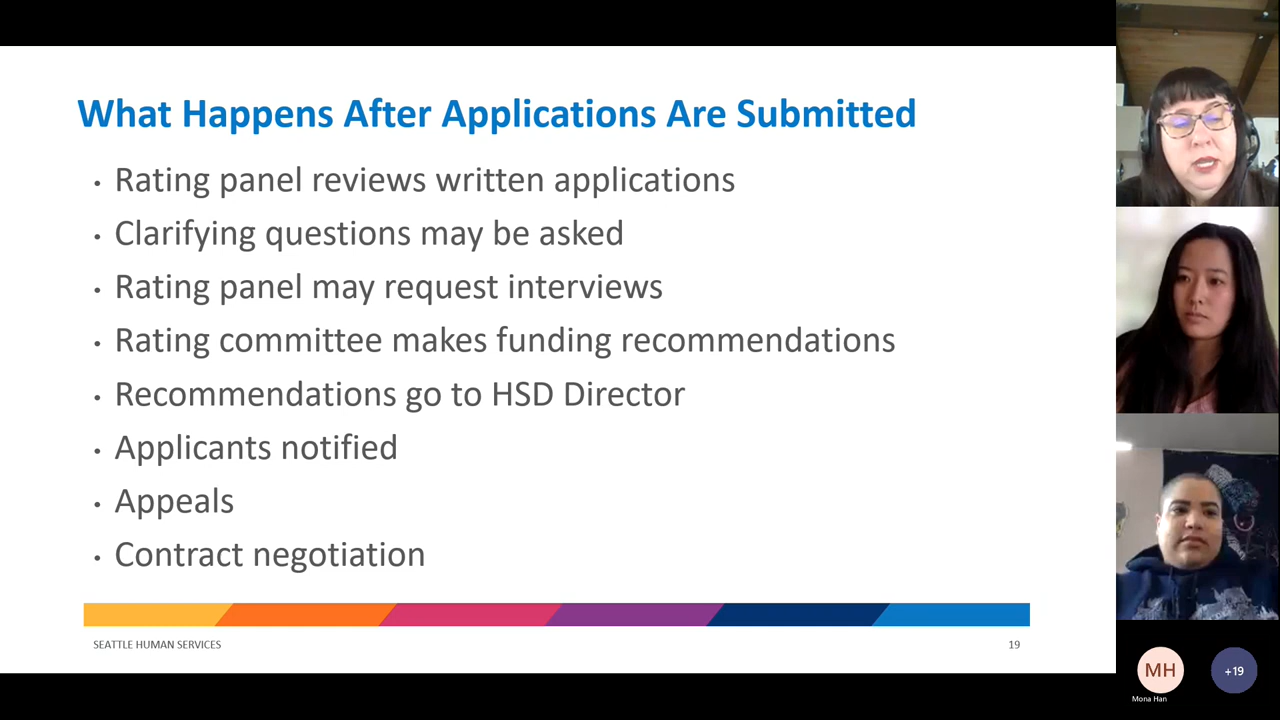 What Happens After Applications Are Submitted
• Rating panel reviews written applications
• Clarifying questions may be asked
• Rating panel may request interviews
• Rating committee makes funding recommendations
• Recommendations go to HSD Director
• Applicants notified
• Appeals
• Contract negotiation
SEATTLE HUMAN SERVICES
19
MH
+19
Mona Han